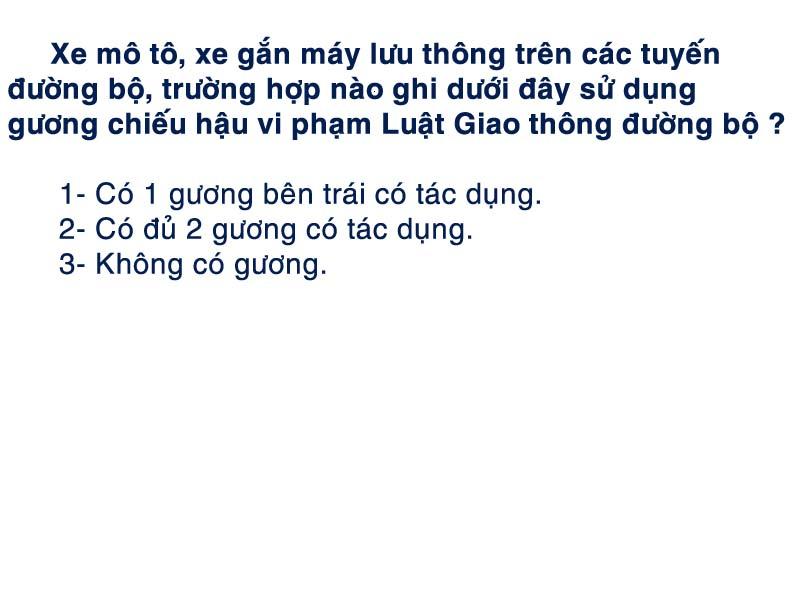 Xe mô tô, xe gắn máy lưu thông trên các tuyến
đường bộ, trường hợp nào ghi dưới đây sử dụng
gương chiếu hậu vi phạm Luật Giao thông đường bộ ?
1- Có 1 gương bên trái có tác dụng.
2- Có đủ 2 gương có tác dụng.
3- Không có gương.